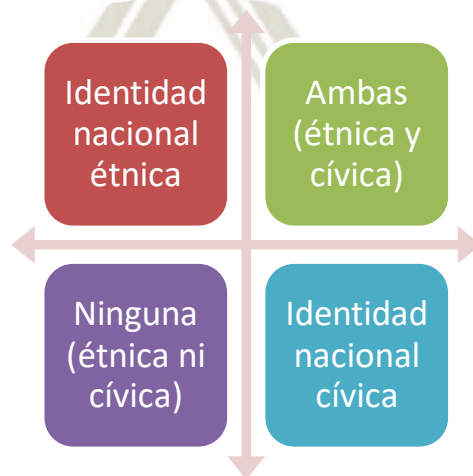 Identidad
nacional
étnica
Ambas
(étnica y
cívica)
Ninguna
(étnica ni
cívica)
Identidad
nacional
cívica